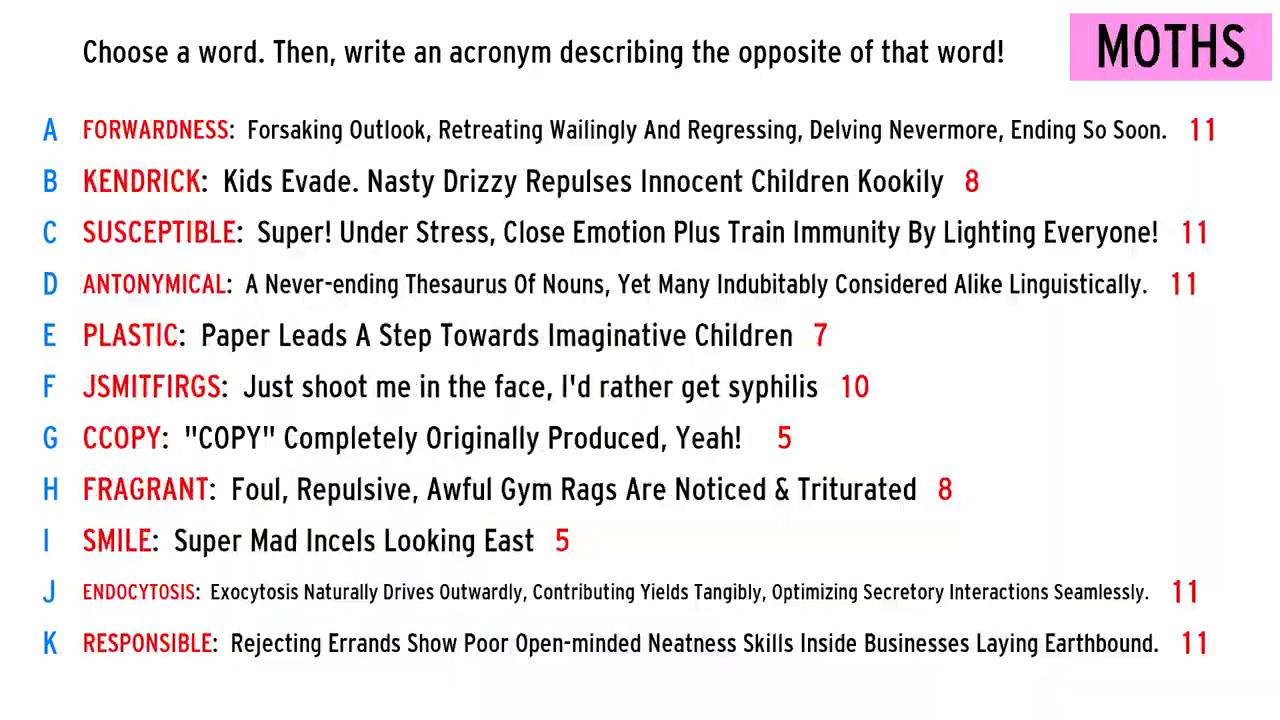 Choose a word. Then, write an acronym describing the opposite of that word!
MOTHS
A FORWARDNESS: Forsaking Outlook, Retreating Wailingly And Regressing, Delving Nevermore, Ending So Soon. 11
B KENDRICK: Kids Evade. Nasty Drizzy Repulses Innocent Children Kookily 8
C SUSCEPTIBLE: Super! Under Stress, Close Emotion Plus Train Immunity By Lighting Everyone! 11
D ANTONYMICAL: A Never-ending Thesaurus Of Nouns, Yet Many Indubitably Considered Alike Linguistically. 11
E PLASTIC: Paper Leads A Step Towards Imaginative Children 7
F JSMITFIRGS: Just shoot me in the face, I'd rather get syphilis 10
G CCOPY: "COPY" Completely Originally Produced, Yeah! 5
H FRAGRANT: Foul, Repulsive, Awful Gym Rags Are Noticed & Triturated 8
I SMILE: Super Mad Incels Looking East 5
J ENDOCYTOSIS: Exocytosis Naturally Drives Outwardly, Contributing Yields Tangibly, Optimizing Secretory Interactions Seamlessly. 11
K RESPONSIBLE: Rejecting Errands Show Poor Open-minded Neatness Skills Inside Businesses Laying Earthbound. 11